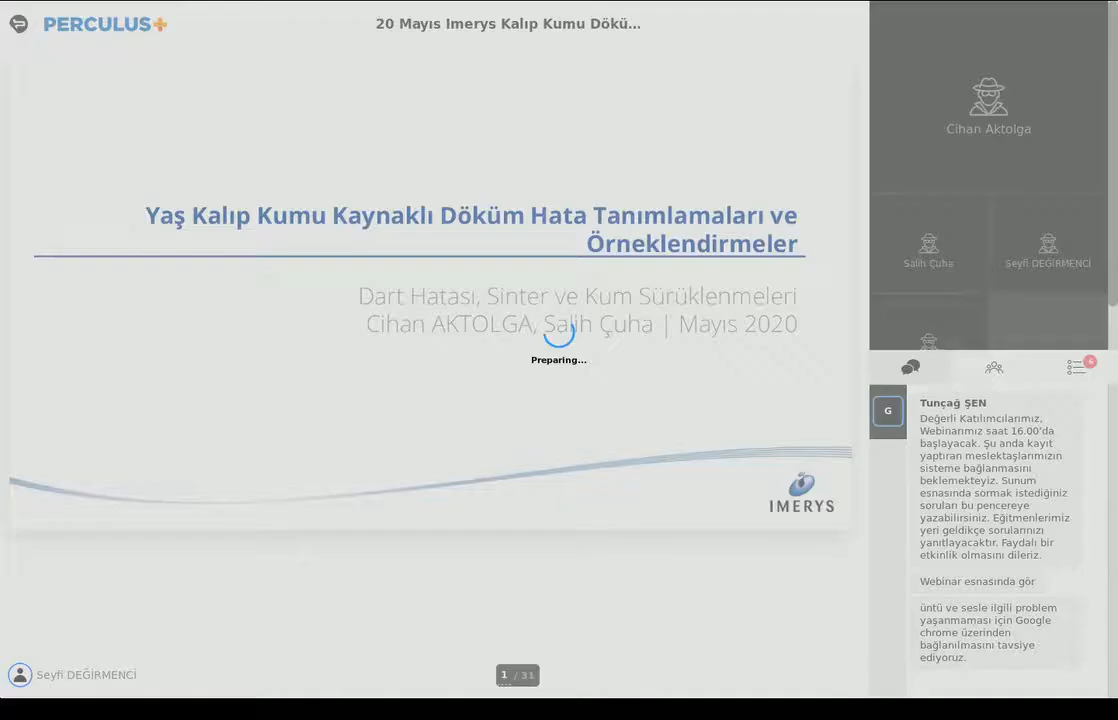 PERCULUS+
20 Mayıs Imerys Kalıp Kumu Dökü...
Yaş Kalıp Kumu Kaynaklı Döküm Hata Tanımlamaları ve
Örneklendirmeler
Dart Hatası, Sinter ve Kum Sürüklenmeleri
Cihan AKTOLGA, Salih Çuha | Mayıs 2020
Preparing...
IMERYS
Seyfi DEĞİRMENCİ
1 / 31
Cihan Aktolga
Salih Çuha
Seyfi DEĞİRMENCİ
6
G
Tunçağ ŞEN
Değerli Katılımcılarımız,
Webinarımız saat 16.00’da
başlayacak. Şu anda kayıt
yaptıran meslektaşlarımızın
sisteme bağlanmasını
beklemekteyiz. Sunum
esnasında sormak istediğiniz
soruları bu pencereye
yazabilirsiniz. Eğitmenlerimiz
yeri geldikçe sorularınızı
yanıtlayacaktır. Faydalı bir
etkinlik olmasını dileriz.
Webinar esnasında gör
üntü ve sesle ilgili problem
yaşanmaması için Google
chrome üzerinden
bağlanılmasını tavsiye
ediyoruz.